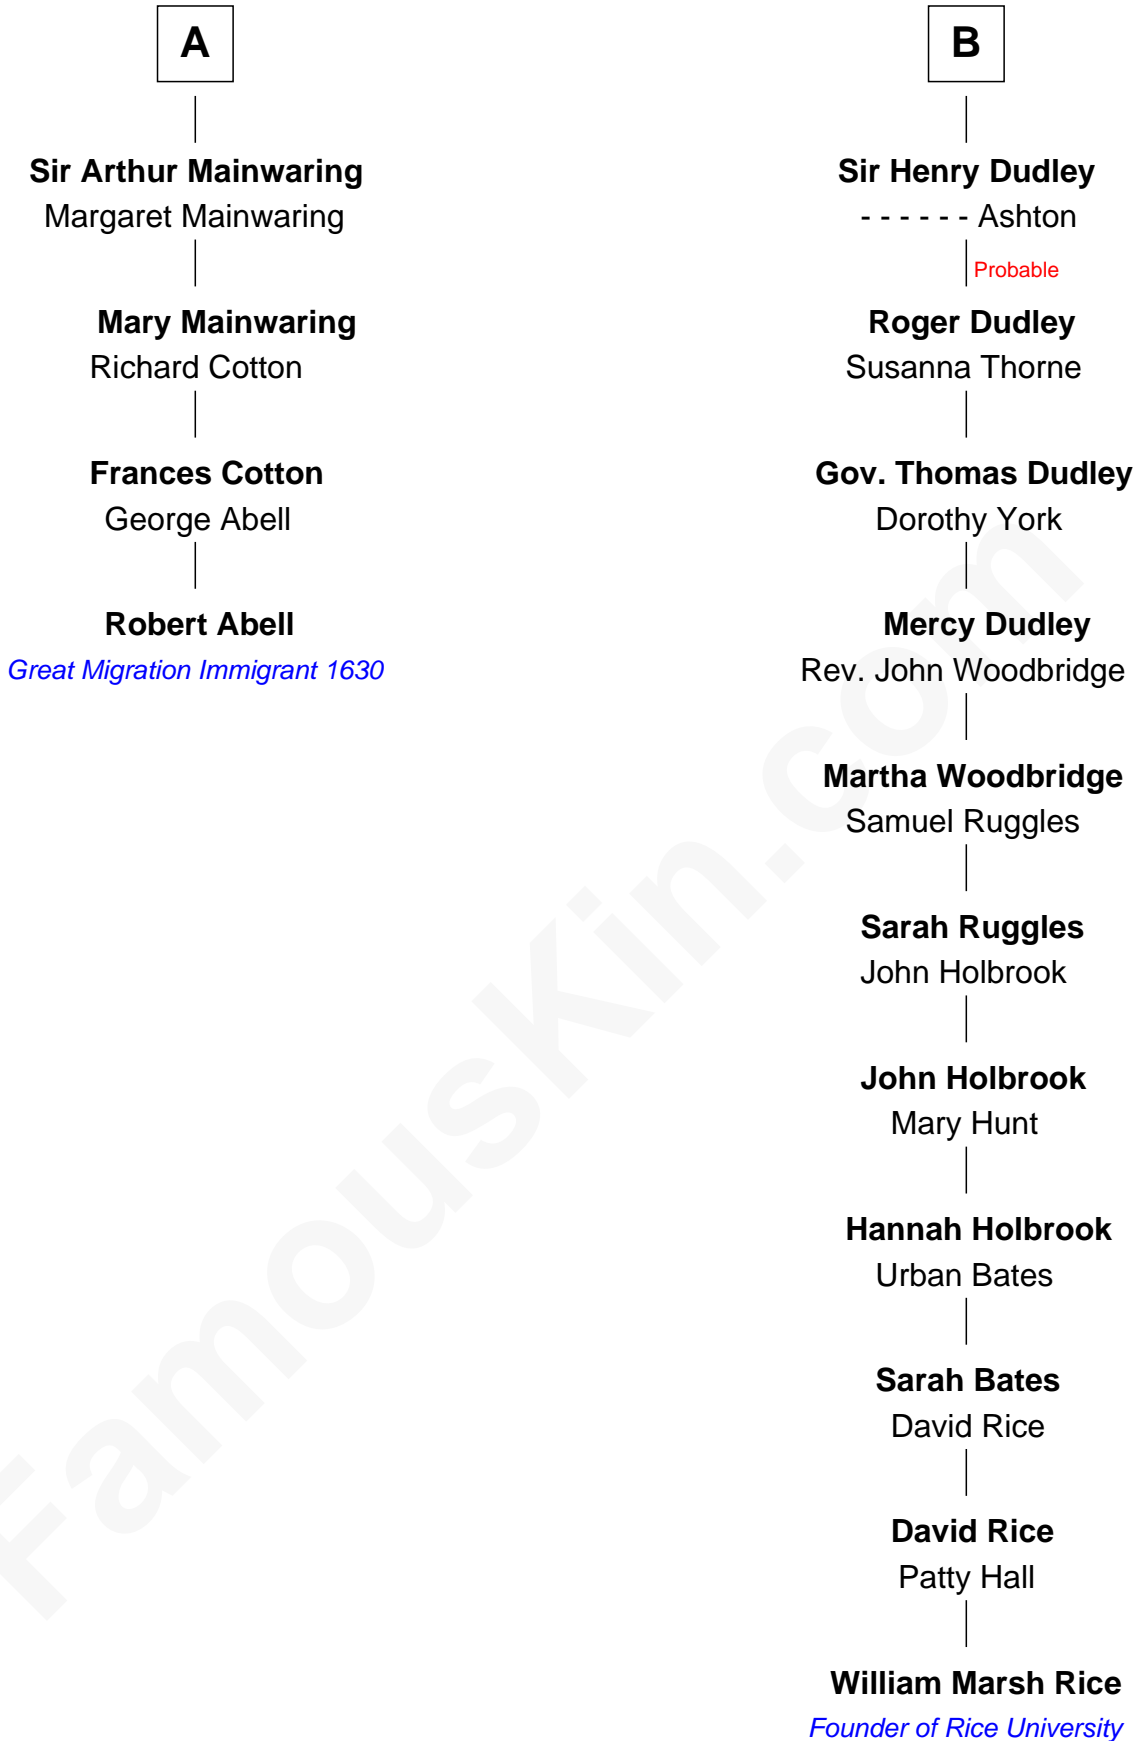 A
Sir Arthur Mainwaring
Margaret Mainwaring
Mary Mainwaring
Richard Cotton
Frances Cotton
George Abell
Robert Abell
Great Migration Immigrant 1630
B
Sir Henry Dudley
- - - - - - Ashton
Probable
Roger Dudley
Susanna Thorne
Gov. Thomas Dudley
Dorothy York
Mercy Dudley
Rev. John Woodbridge
Martha Woodbridge
Samuel Ruggles
Sarah Ruggles
John Holbrook
John Holbrook
Mary Hunt
Hannah Holbrook
Urban Bates
Sarah Bates
David Rice
David Rice
Patty Hall
William Marsh Rice
Founder of Rice University
FamousKin.com